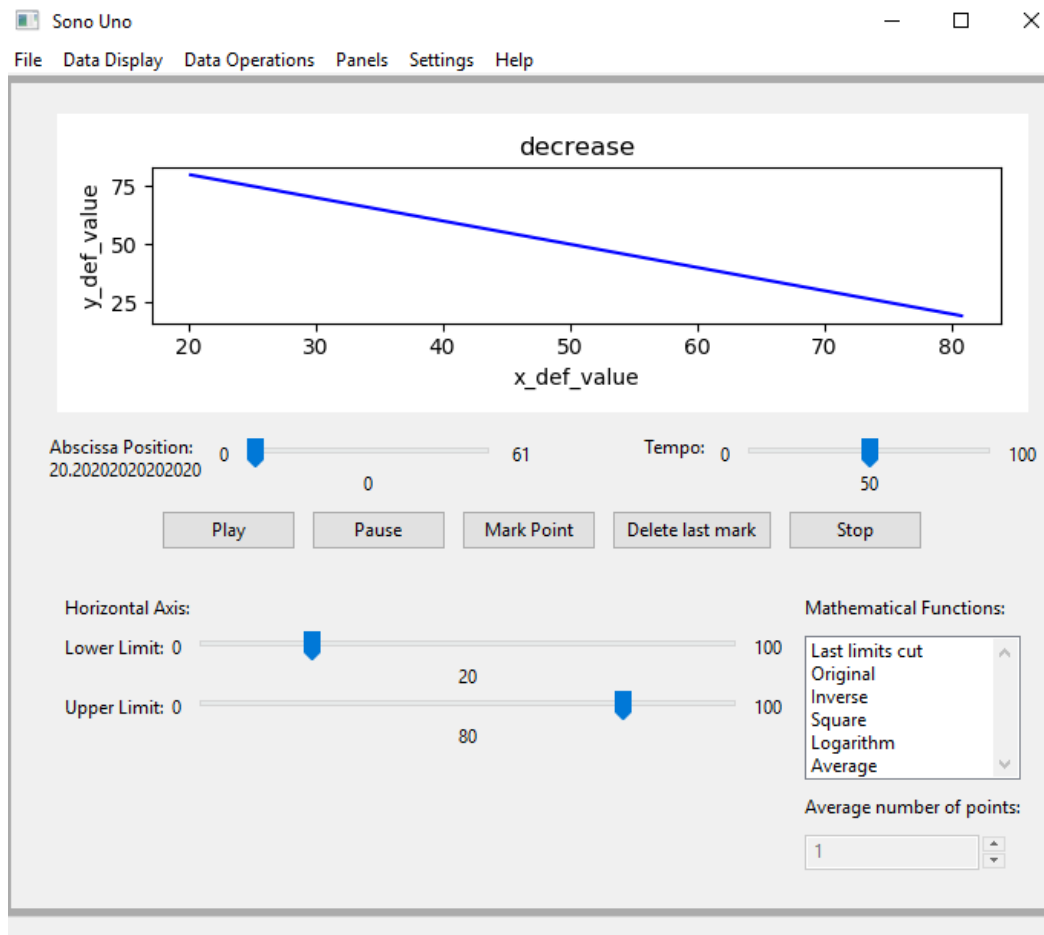 Sono Uno
File Data Display Data Operations Panels Settings Help
decrease
y_def_value
75
50
25
20 30 40 50 60 70 80
x_def_value
Abscissa Position: 0 61 Tempo: 0 100
20.20202020202020
0 50
Play Pause Mark Point Delete last mark Stop
Horizontal Axis: Mathematical Functions:
Lower Limit: 0 100
20
Upper Limit: 0 100
80
Last limits cut
Original
Inverse
Square
Logarithm
Average
Average number of points:
1